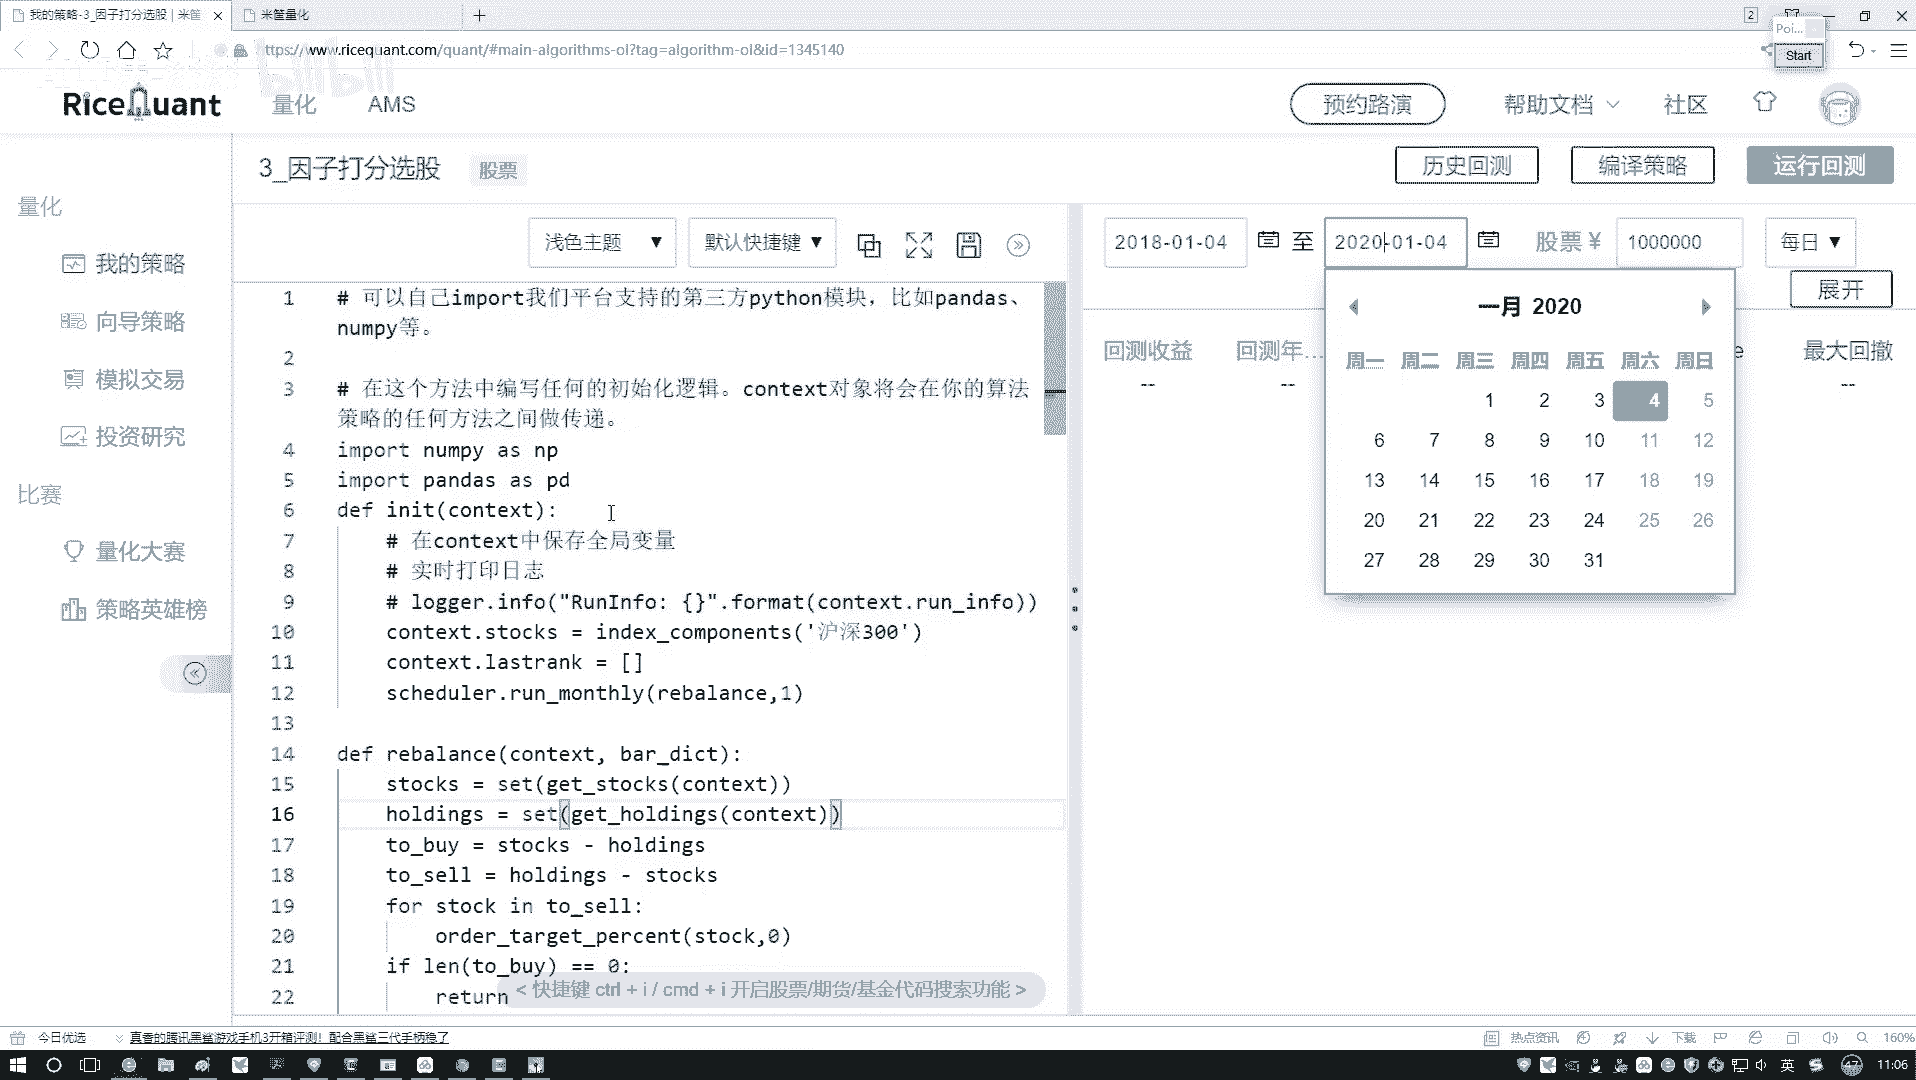 我的策略-3_因子打分选股 | 米筐
米筐量化
2
Poi...
ttps://www.ricequant.com/quant/#main-algorithms-ol?tag=algorithm-ol&id=1345140
Start
bilibili
RiceQuant
量化
AMS
预约路演
帮助文档
社区
3_因子打分选股
股票
历史回测
编译策略
运行回测
量化
我的策略
向导策略
模拟交易
投资研究
比赛
量化大赛
策略英雄榜
浅色主题 ▼
默认快捷键 ▼
1 # 可以自己import我们平台支持的第三方python模块，比如pandas、
numpy等。
2
3 # 在这个方法中编写任何的初始化逻辑。context对象将会在你的算法
策略的任何方法之间做传递。
4 import numpy as np
5 import pandas as pd
6 def init(context):
7 # 在context中保存全局变量
8 # 实时打印日志
9 # logger.info("RunInfo: {}".format(context.run_info))
10 context.stocks = index_components('沪深300')
11 context.lastrank = []
12 scheduler.run_monthly(rebalance,1)
13
14 def rebalance(context, bar_dict):
15 stocks = set(get_stocks(context))
16 holdings = set(get_holdings(context))
17 to_buy = stocks - holdings
18 to_sell = holdings - stocks
19 for stock in to_sell:
20 order_target_percent(stock,0)
21 if len(to_buy) == 0:
22 return
< 快捷键 ctrl + i / cmd + i 开启股票/期货/基金代码搜索功能 >
2018-01-04 至 2020-01-04 股票 ¥ 1000000 每日 ▼
展开
回测收益 回测年... e 最大回撤
-- -- --
一月 2020
周一 周二 周三 周四 周五 周六 周日
1 2 3 4 5
6 7 8 9 10 11 12
13 14 15 16 17 18 19
20 21 22 23 24 25 26
27 28 29 30 31
今日优选
真香的腾讯黑鲨游戏手机3开箱评测！配合黑鲨三代手柄稳了
热点资讯
下载
160%
英
47
11:06